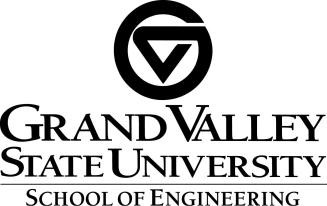 GRAND VALLEY
STATE UNIVERSITY
SCHOOL OF ENGINEERING